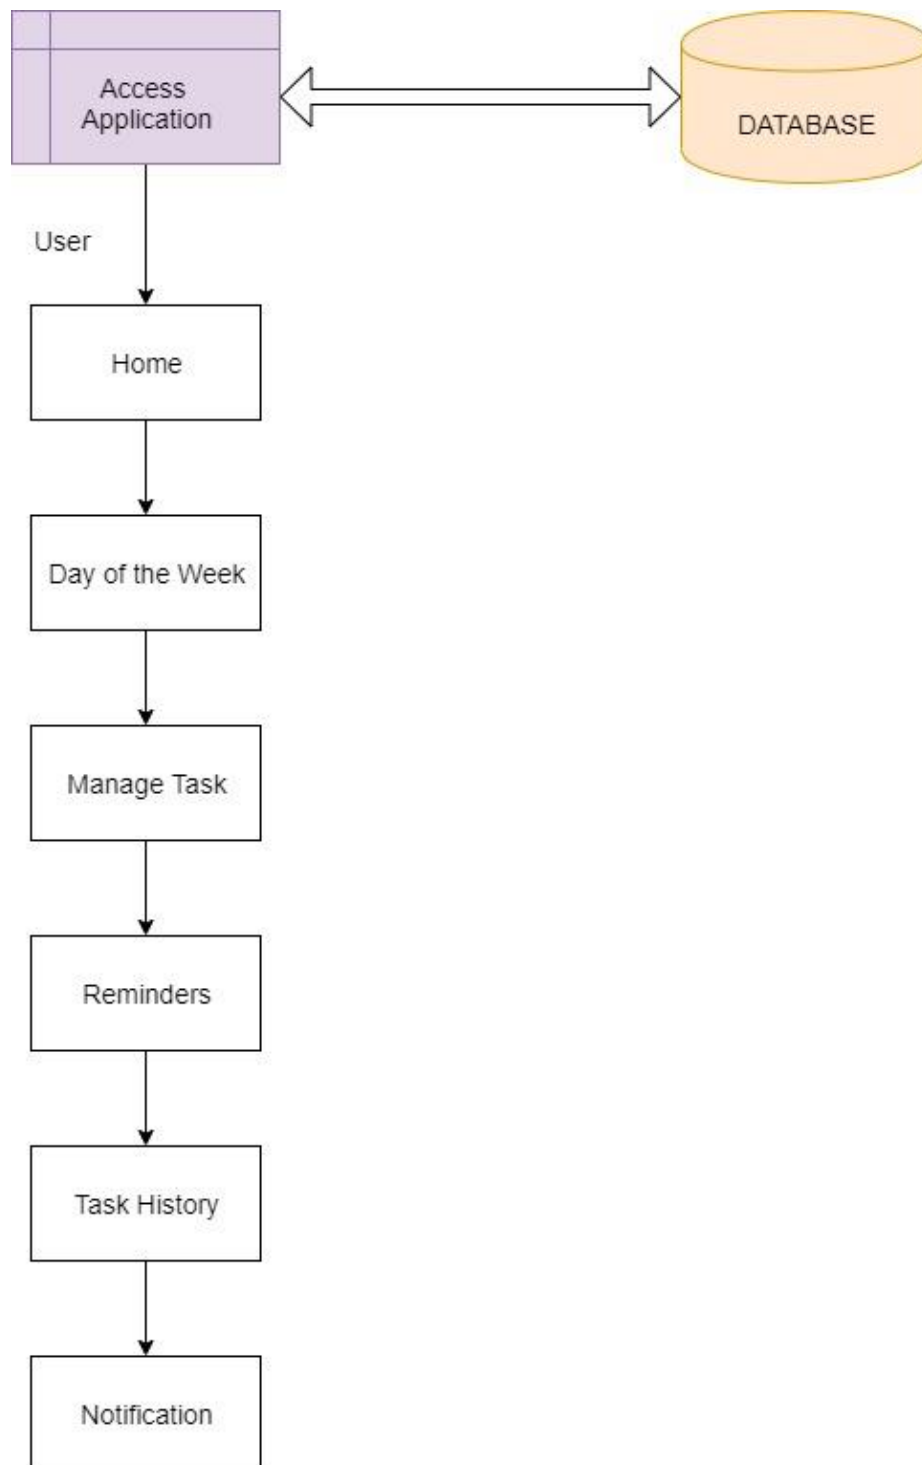 Access
Application
DATABASE
User
Home
Day of the Week
Manage Task
Reminders
Task History
Notification